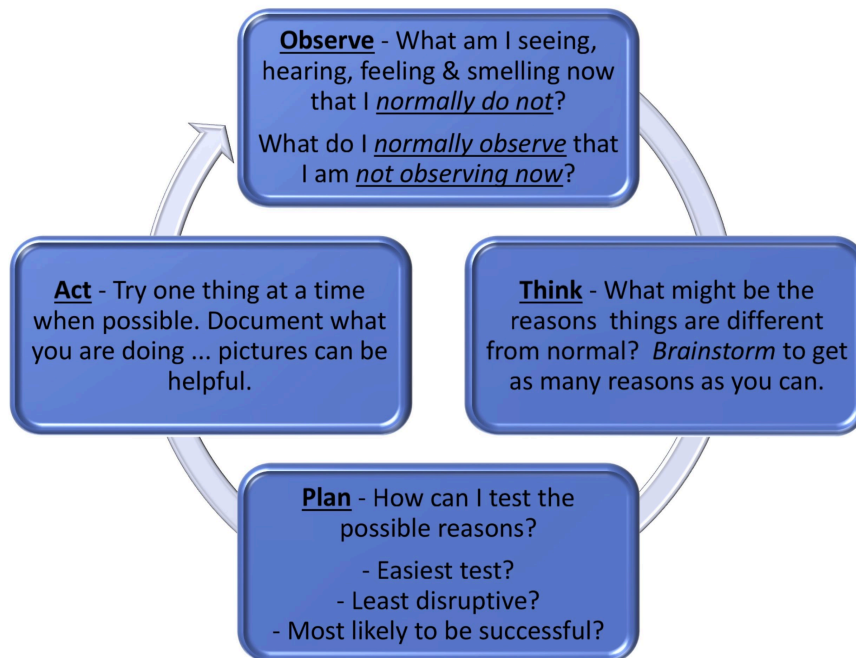 Observe - What am I seeing,
hearing, feeling & smelling now
that I normally do not?
What do I normally observe that
I am not observing now?
Think - What might be the
reasons  things are different
from normal?  Brainstorm to get
as many reasons as you can.
Plan - How can I test the
possible reasons?
- Easiest test?
- Least disruptive?
- Most likely to be successful?
Act - Try one thing at a time
when possible. Document what
you are doing ... pictures can be
helpful.